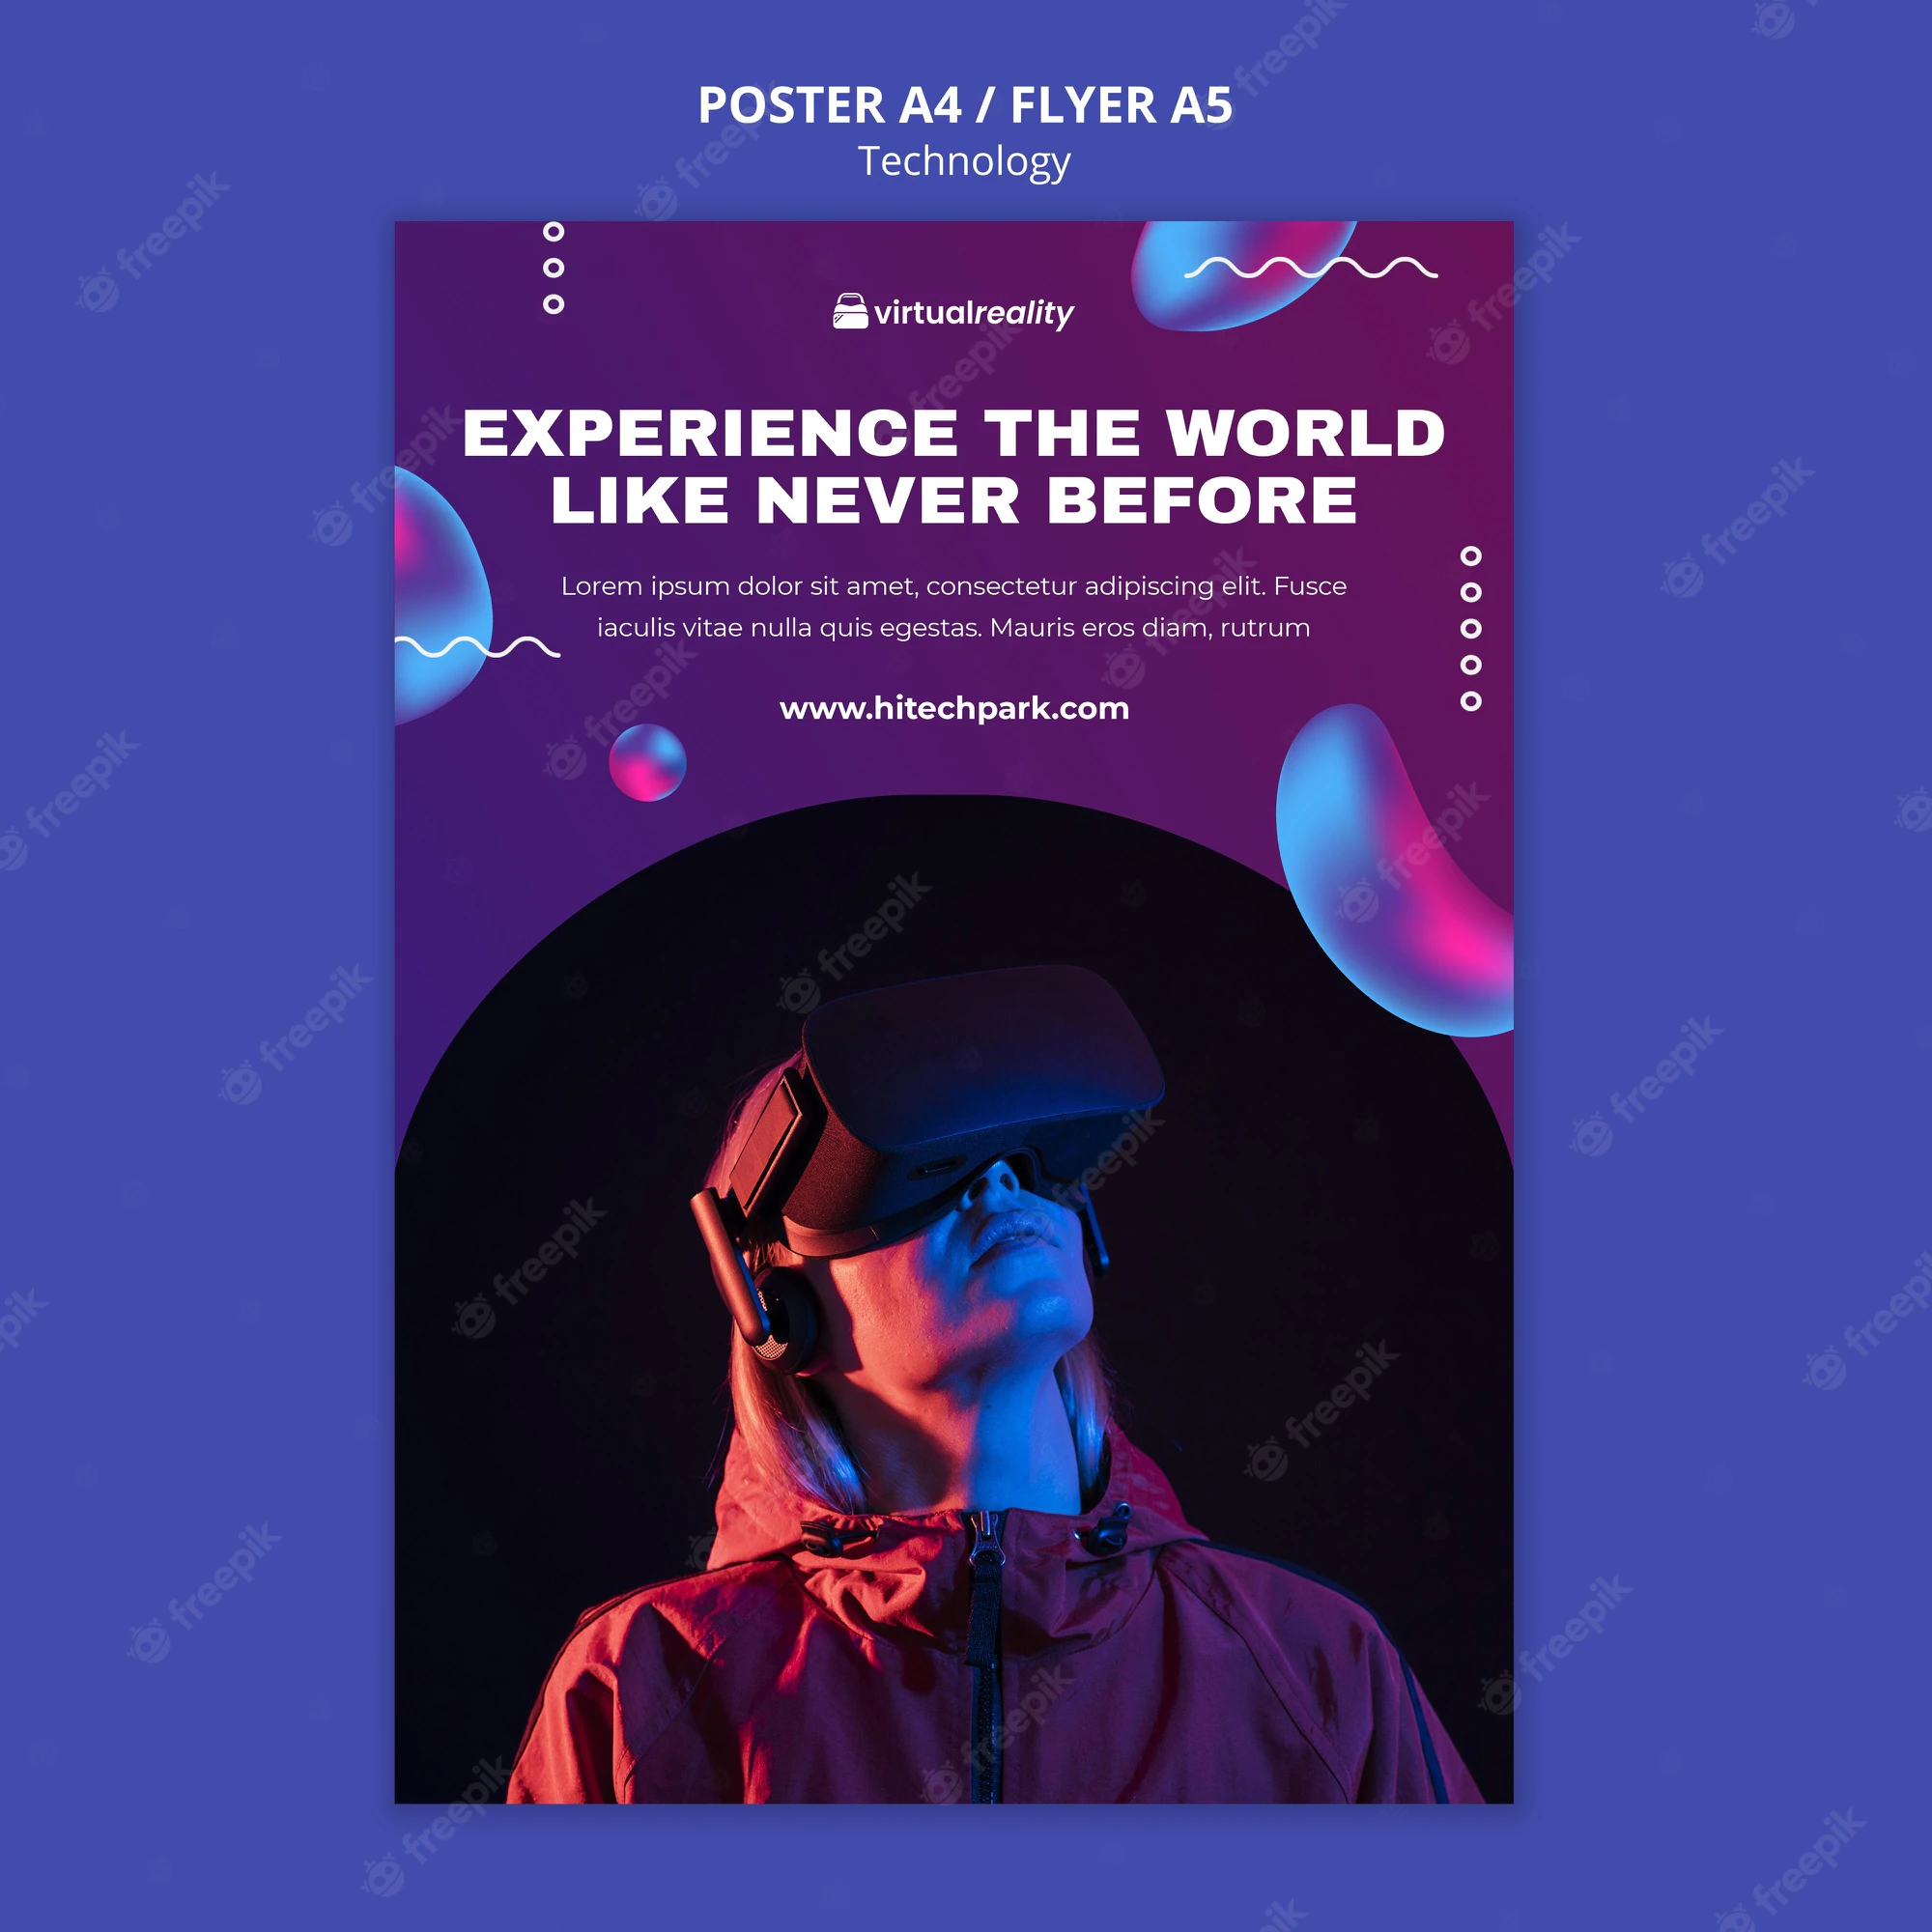 POSTER A4 / FLYER A5
Technology
virtualreality
EXPERIENCE THE WORLD
LIKE NEVER BEFORE
Lorem ipsum dolor sit amet, consectetur adipiscing elit. Fusce
iaculis vitae nulla quis egestas. Mauris eros diam, rutrum
www.hitechpark.com
freepik